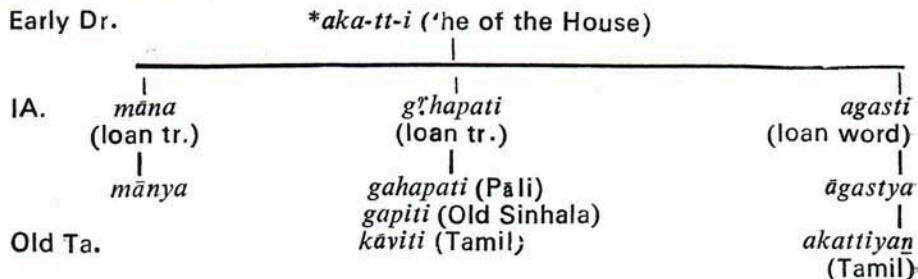 Early Dr. *aka-tt-i (‘he of the House)
IA. māna gṛhapati agasti
(loan tr.) (loan tr.) (loan word)
mānya gahapati (Pāli) āgastya
gapiti (Old Sinhala)
Old Ta. kāviti (Tamil) akattiyaṉ
(Tamil)